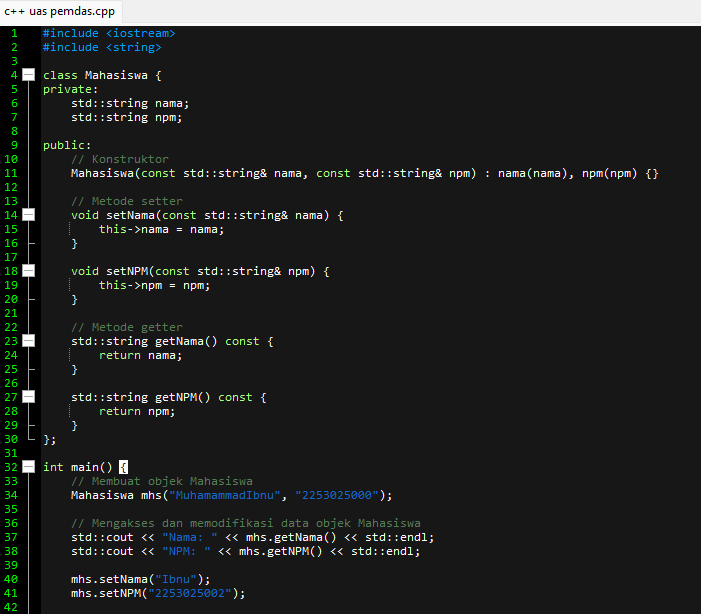 c++ uas pemdas.cpp
1 #include <iostream>
2 #include <string>
3
4 class Mahasiswa {
5 private:
6     std::string nama;
7     std::string npm;
8
9 public:
10     // Konstruktor
11     Mahasiswa(const std::string& nama, const std::string& npm) : nama(nama), npm(npm) {}
12
13     // Metode setter
14     void setNama(const std::string& nama) {
15         this->nama = nama;
16     }
17
18     void setNPM(const std::string& npm) {
19         this->npm = npm;
20     }
21
22     // Metode getter
23     std::string getNama() const {
24         return nama;
25     }
26
27     std::string getNPM() const {
28         return npm;
29     }
30 };
31
32 int main() {
33     // Membuat objek Mahasiswa
34     Mahasiswa mhs("MuhamammadIbnu", "2253025000");
35
36     // Mengakses dan memodifikasi data objek Mahasiswa
37     std::cout << "Nama: " << mhs.getNama() << std::endl;
38     std::cout << "NPM: " << mhs.getNPM() << std::endl;
39
40     mhs.setNama("Ibnu");
41     mhs.setNPM("2253025002");
42